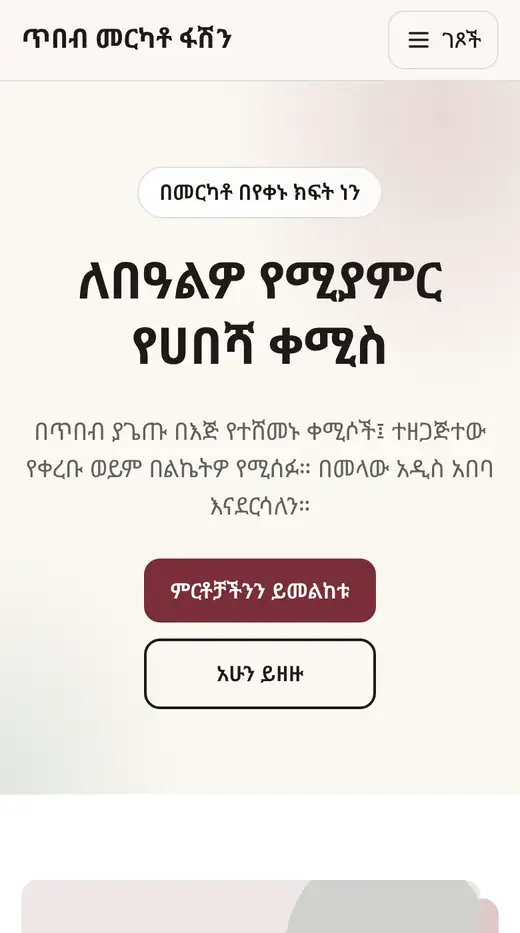 ጥበብ መርካቶ ፋሽን
ገጾች
በመርካቶ በየቀኑ ክፍት ነን
ለበዓልዎ የሚያምር
የሀበሻ ቀሚስ
በጥበብ ያጌጡ በእጅ የተሸመኑ ቀሚሶች፤ ተዘጋጅተው
የቀረቡ ወይም በልኬትዎ የሚሰፉ። በመላው አዲስ አበባ
እናደርሳለን።
ምርቶቻችንን ይመልከቱ
አሁን ይዘዙ